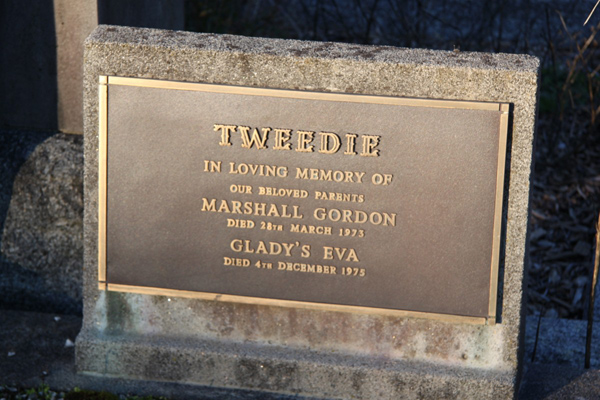 TWEEDIE
IN LOVING MEMORY OF
OUR BELOVED PARENTS
MARSHALL GORDON
DIED 28TH MARCH 1973
GLADY'S EVA
DIED 4TH DECEMBER 1975